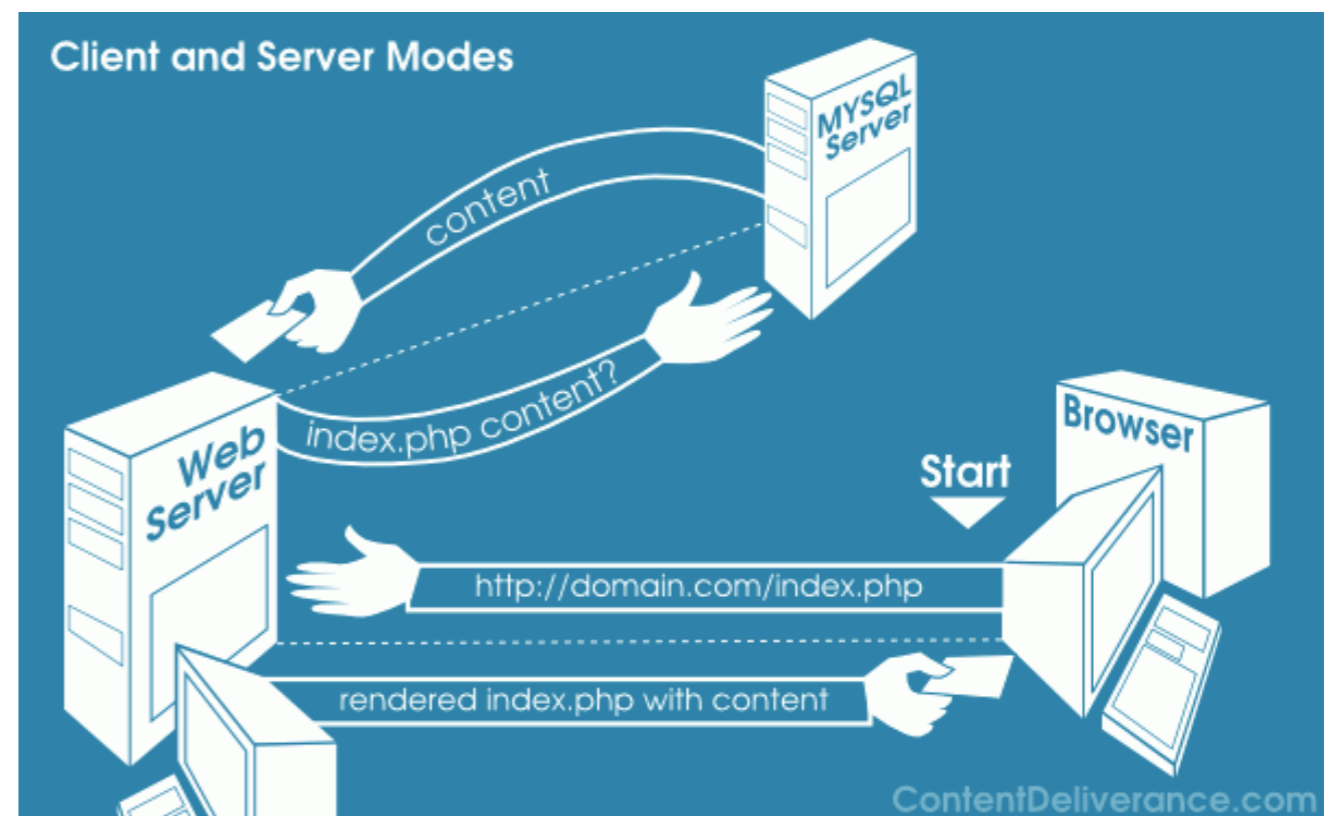 Client and Server Modes
MYSQL
Server
content
index.php content?
Web
Server
Browser
Start
http://domain.com/index.php
rendered index.php with content
ContentDeliverance.com